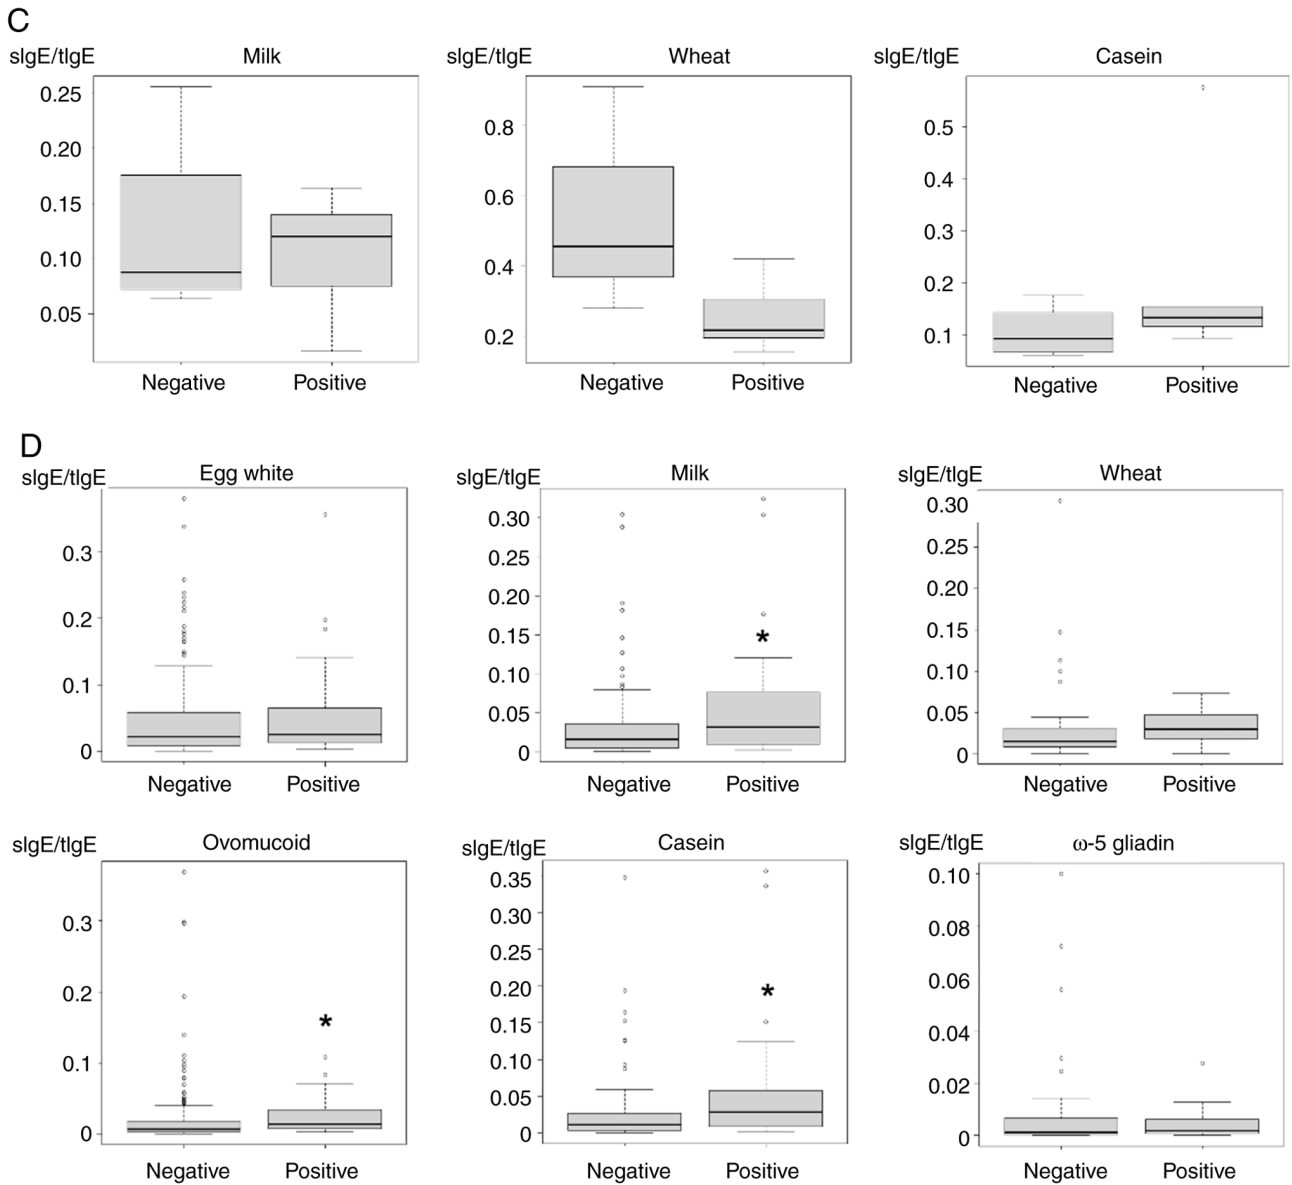 C
sIgE/tIgE Milk sIgE/tIgE Wheat sIgE/tIgE Casein
0.25 0.20 0.15 0.10 0.05
0.8 0.6 0.4 0.2
0.5 0.4 0.3 0.2 0.1
Negative Positive Negative Positive Negative Positive
D
sIgE/tIgE Egg white sIgE/tIgE Milk sIgE/tIgE Wheat
0.3 0.2 0.1 0
0.30 0.25 0.20 0.15 0.10 0.05 0
*
0.30 0.25 0.20 0.15 0.10 0.05 0
Negative Positive Negative Positive Negative Positive
sIgE/tIgE Ovomucoid sIgE/tIgE Casein sIgE/tIgE ω-5 gliadin
0.3 0.2 0.1 0
*
0.35 0.30 0.25 0.20 0.15 0.10 0.05 0
*
0.10 0.08 0.06 0.04 0.02 0
Negative Positive Negative Positive Negative Positive